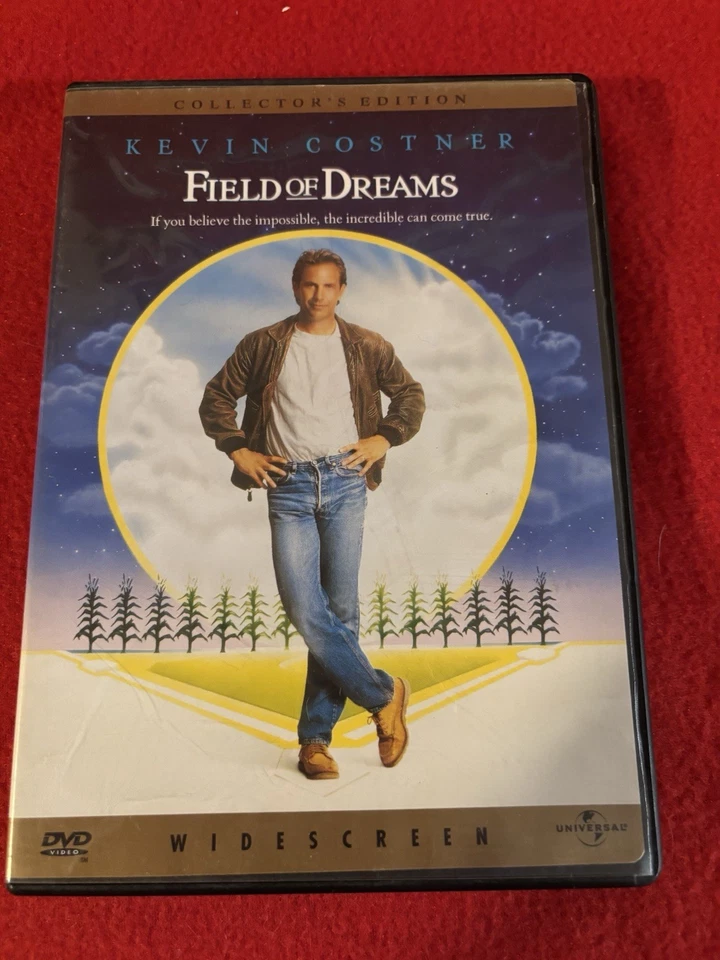 COLLECTOR'S EDITION
KEVIN COSTNER
FIELD OF DREAMS
If you believe the impossible, the incredible can come true.
DVD
VIDEO
WIDESCREEN
UNIVERSAL